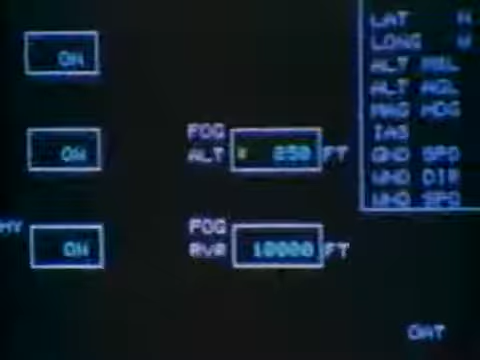 LAT N
LONG W
ON
ALT MSL
ALT AGL
MAG HDG
FOG
IAS
ON
ALT 250 FT
GND SPD
WND DIR
WND SPD
FOG
ON
RVR 10000 FT
OAT